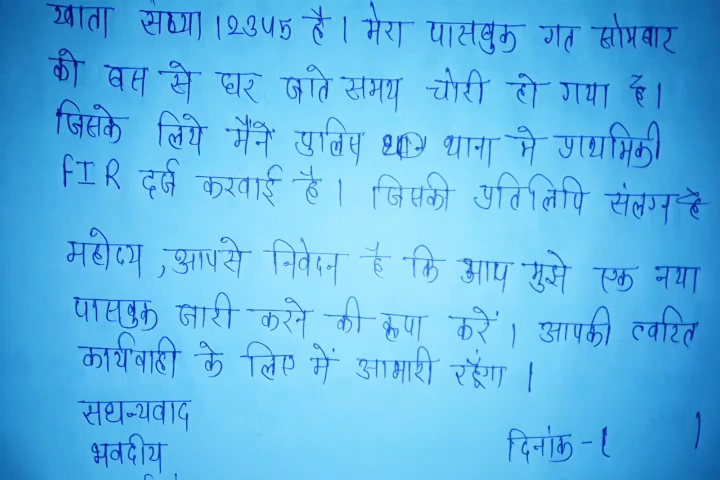 खाता संख्या 12345 है। मेरा पासबुक गत सोमवार
को बस से घर जाते समय चोरी हो गया है।
जिसके लिये मैंने पुलिस थाना मे प्राथमिकी
FIR दर्ज करवाई है। जिसकी प्रतिलिपि संलग्न है
महोदय, आपसे निवेदन है कि आप मुझे एक नया
पासबुक जारी करने की कृपा करें। आपकी त्वरित
कार्यवाही के लिए में आभारी रहूँगा।
सधन्यवाद
भवदीय दिनांक -